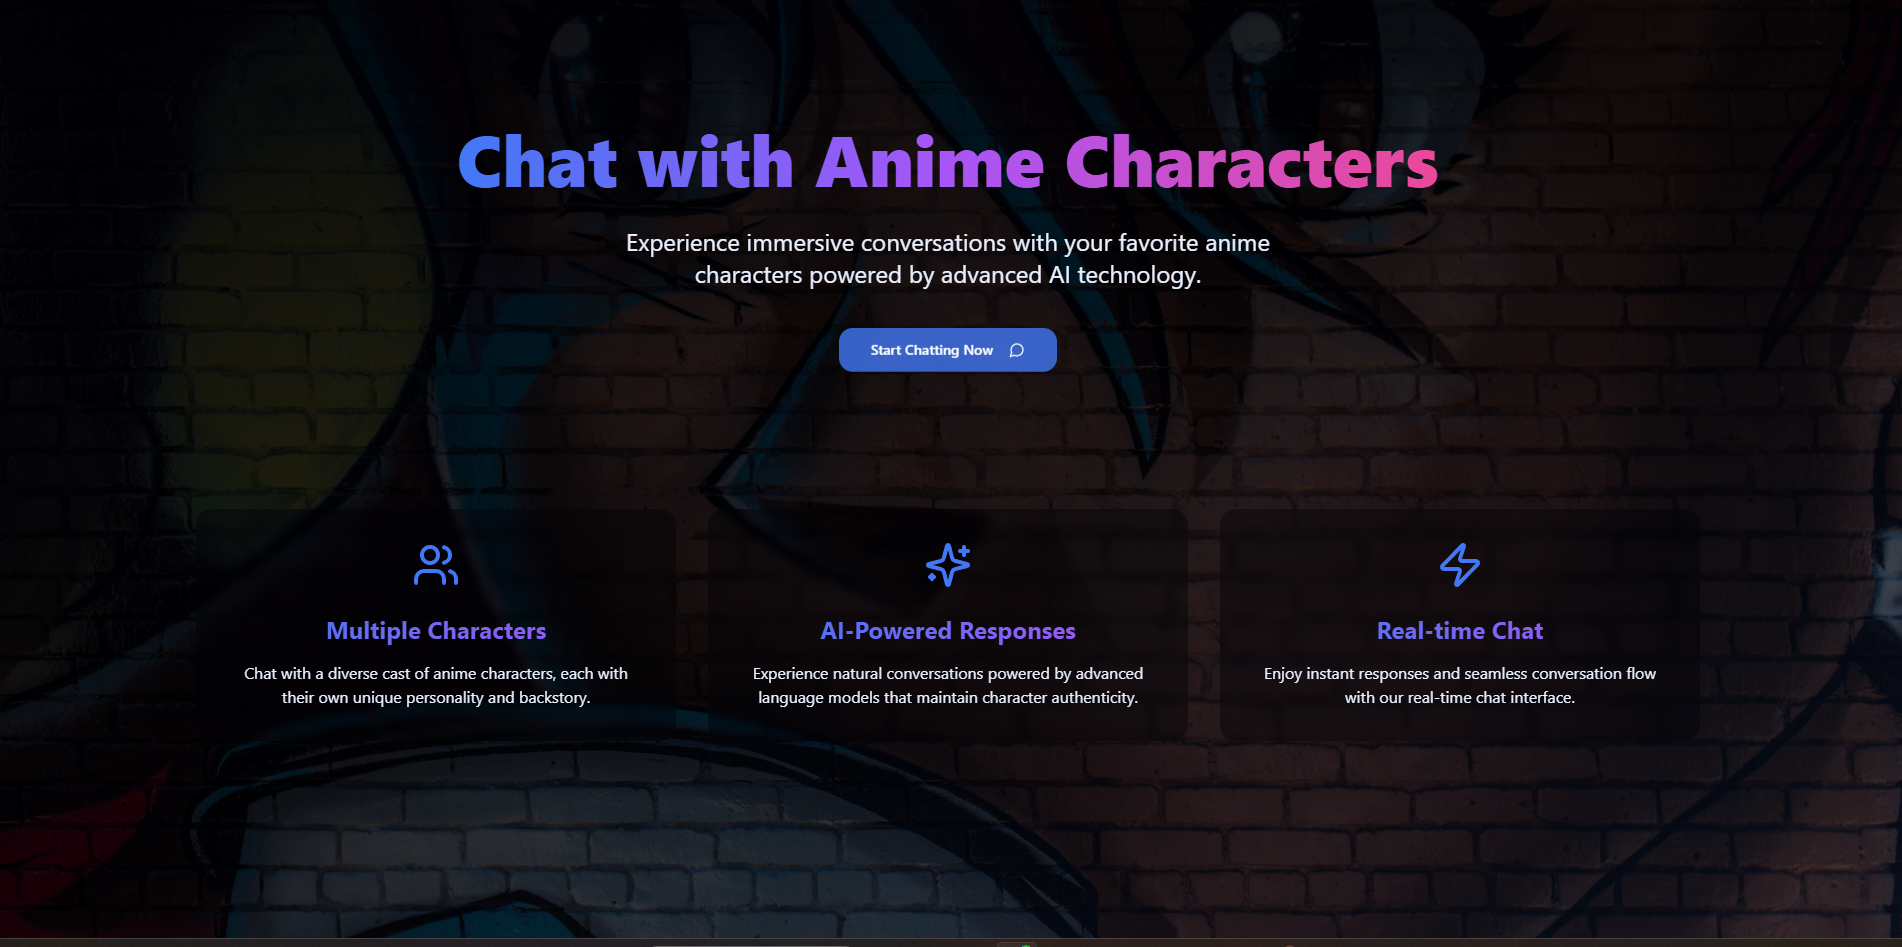 Chat with Anime Characters
Experience immersive conversations with your favorite anime
characters powered by advanced AI technology.
Start Chatting Now
Multiple Characters
Chat with a diverse cast of anime characters, each with
their own unique personality and backstory.
AI-Powered Responses
Experience natural conversations powered by advanced
language models that maintain character authenticity.
Real-time Chat
Enjoy instant responses and seamless conversation flow
with our real-time chat interface.